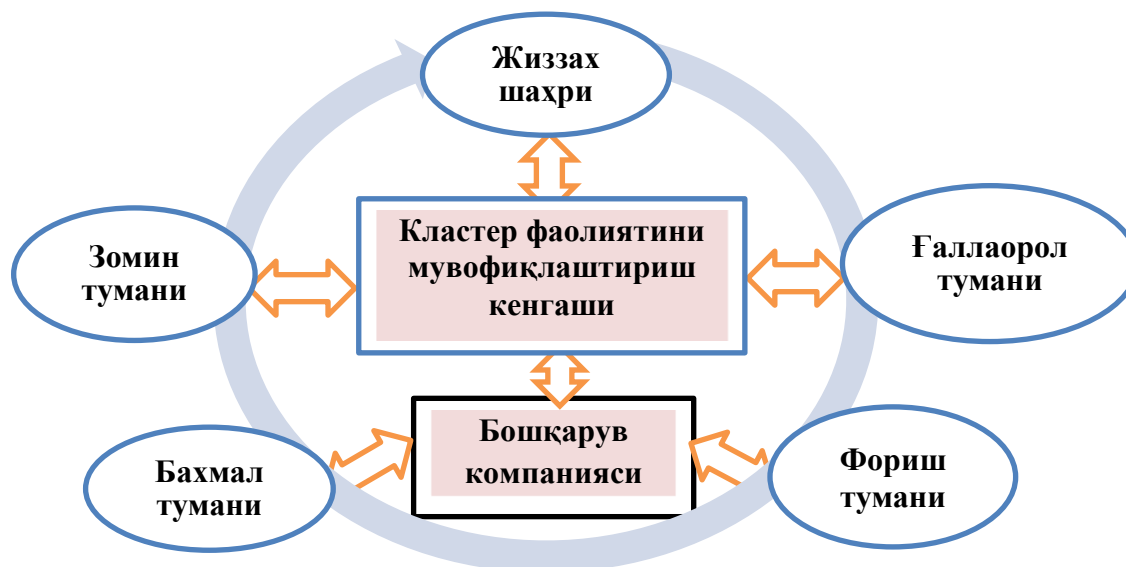 Жиззах
шаҳри
Зомин
тумани
Кластер фаолиятини
мувофиқлаштириш
кенгаши
Ғаллаорол
тумани
Бахмал
тумани
Бошқарув
компанияси
Фориш
тумани